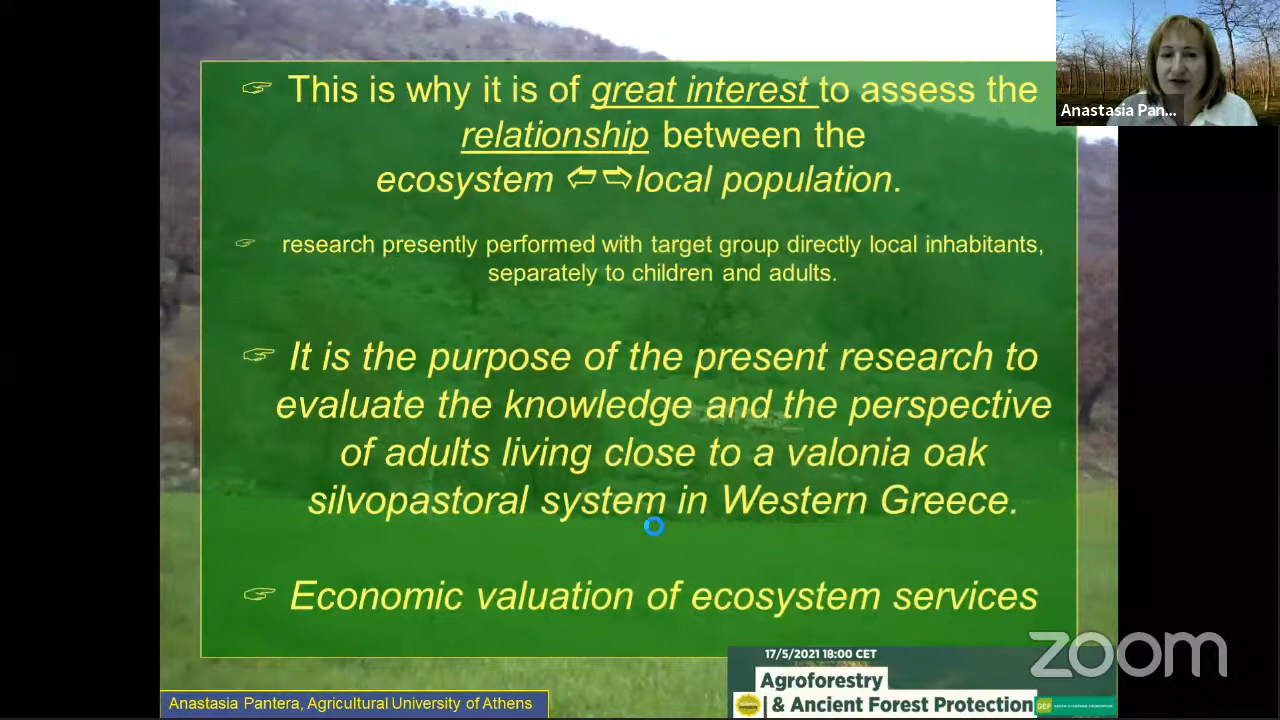 ☞ This is why it is of great interest to assess the
relationship between the
ecosystem ⇦⇨local population.
☞ research presently performed with target group directly local inhabitants,
separately to children and adults.
☞ It is the purpose of the present research to
evaluate the knowledge and the perspective
of adults living close to a valonia oak
silvopastoral system in Western Greece.
☞ Economic valuation of ecosystem services
Anastasia Pan...
zoom
17/5/2021 18:00 CET
Agroforestry
& Ancient Forest Protection
GEF
Anastasia Pantera, Agricultural University of Athens